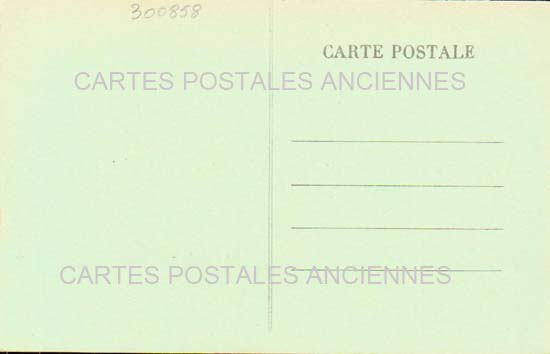 300858
CARTE POSTALE
CARTES POSTALES ANCIENNES
CARTES POSTALES ANCIENNES